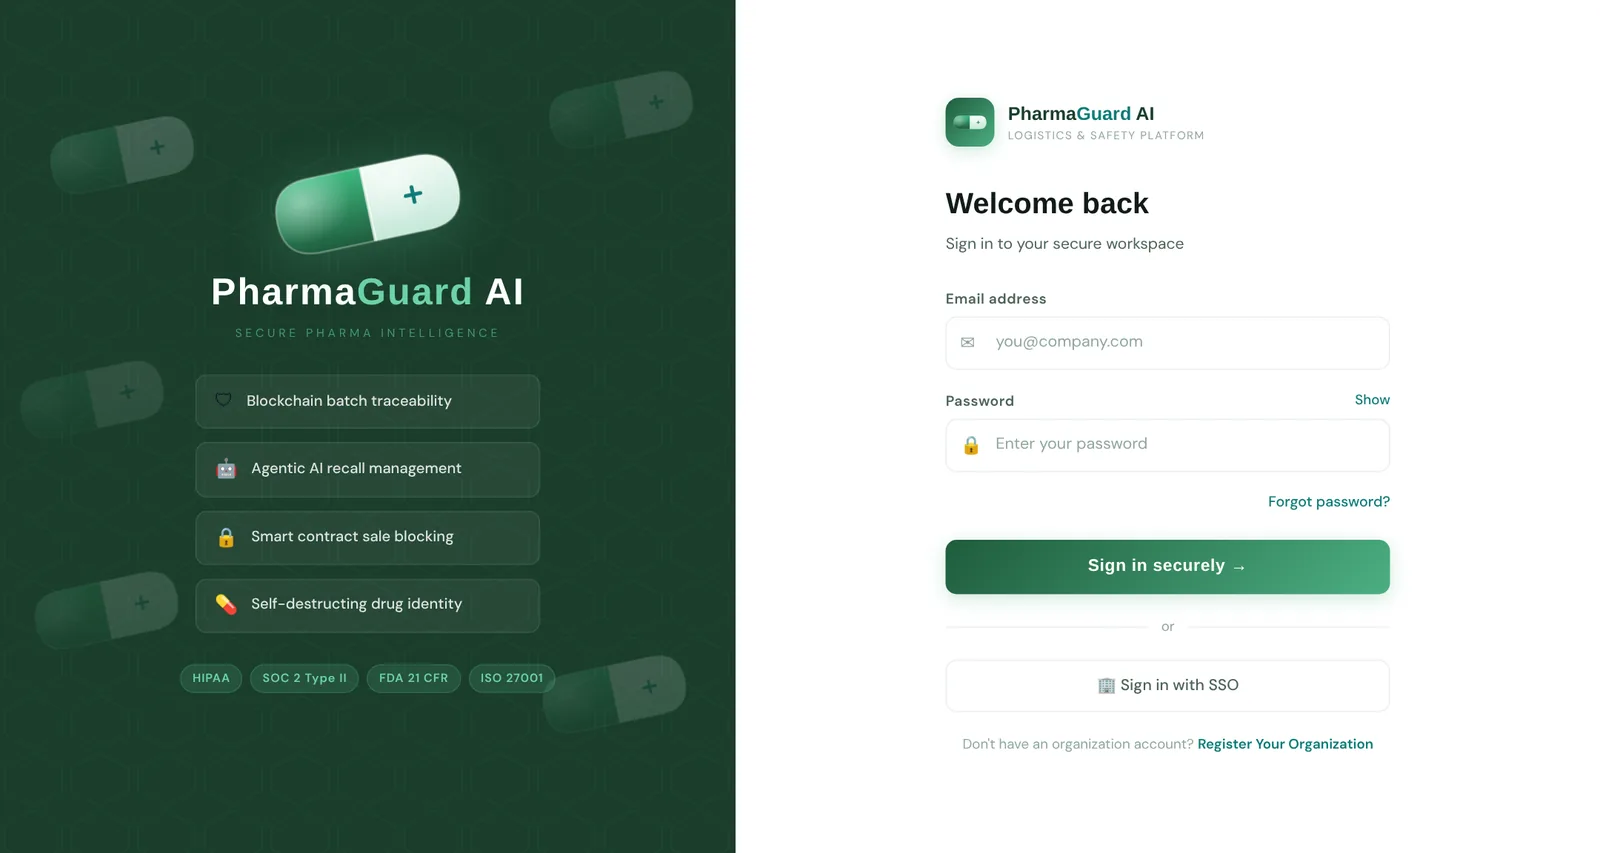 PharmaGuard AI
SECURE PHARMA INTELLIGENCE
🛡 Blockchain batch traceability
🤖 Agentic AI recall management
🔒 Smart contract sale blocking
💊 Self-destructing drug identity
HIPAA SOC 2 Type II FDA 21 CFR ISO 27001
PharmaGuard AI
LOGISTICS & SAFETY PLATFORM
Welcome back
Sign in to your secure workspace
Email address
✉ you@company.com
Password Show
🔒 Enter your password
Forgot password?
Sign in securely →
or
🏢 Sign in with SSO
Don't have an organization account? Register Your Organization